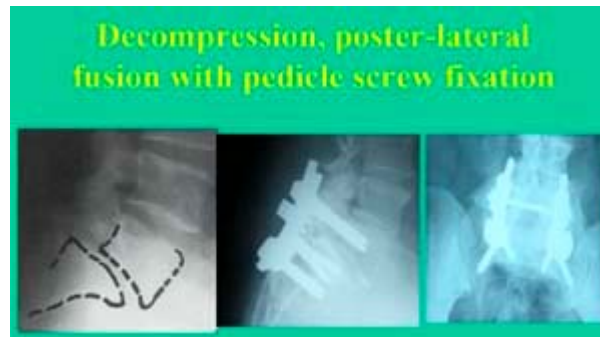 Decompression, poster-lateral
fusion with pedicle screw fixation